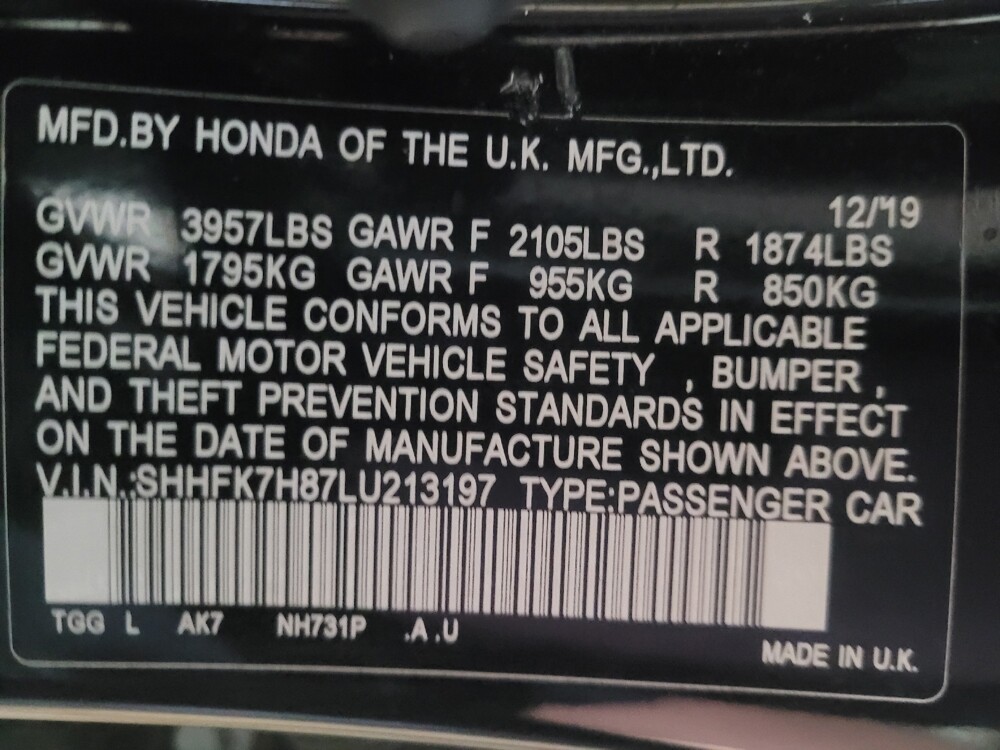 MFD.BY HONDA OF THE U.K. MFG.,LTD.
12/'19
GVWR 3957LBS GAWR F 2105LBS R 1874LBS
GVWR 1795KG GAWR F 955KG R 850KG
THIS VEHICLE CONFORMS TO ALL APPLICABLE
FEDERAL MOTOR VEHICLE SAFETY , BUMPER ,
AND THEFT PREVENTION STANDARDS IN EFFECT
ON THE DATE OF MANUFACTURE SHOWN ABOVE.
V.I.N.:SHHFK7H87LU213197 TYPE:PASSENGER CAR
TGG L AK7 NH731P .A .U
MADE IN U.K.